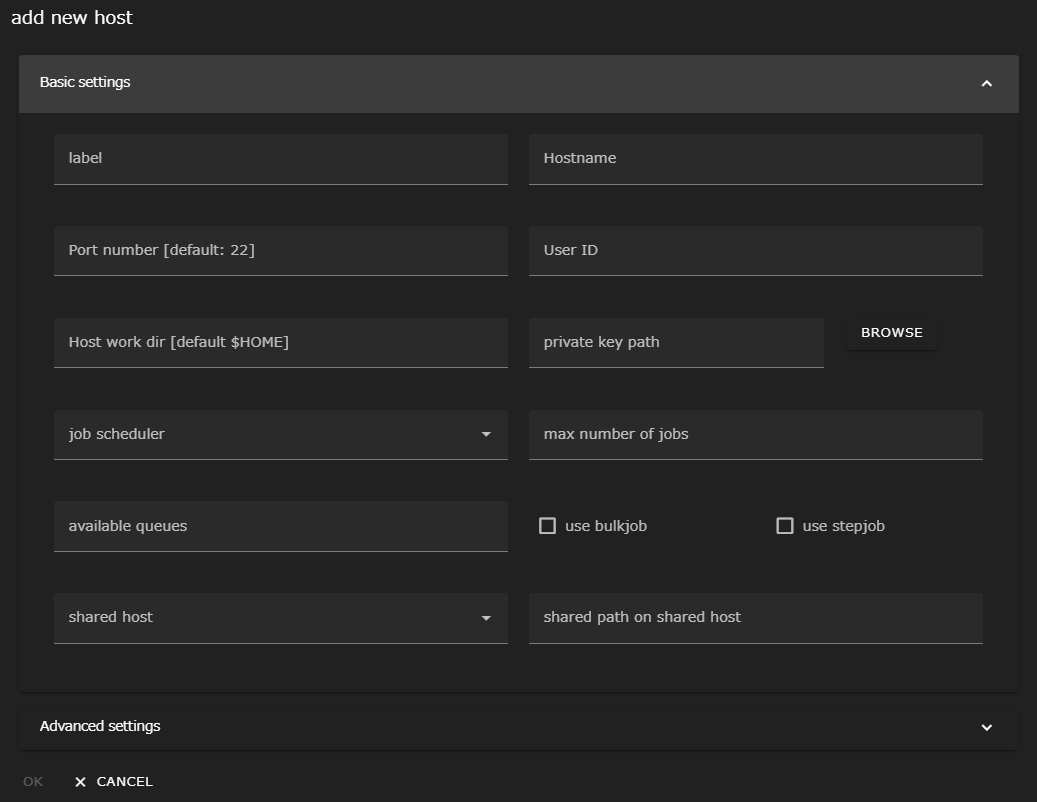 add new host
Basic settings
label
Hostname
Port number [default: 22]
User ID
Host work dir [default $HOME]
private key path
BROWSE
job scheduler
max number of jobs
available queues
use bulkjob
use stepjob
shared host
shared path on shared host
Advanced settings
OK
CANCEL